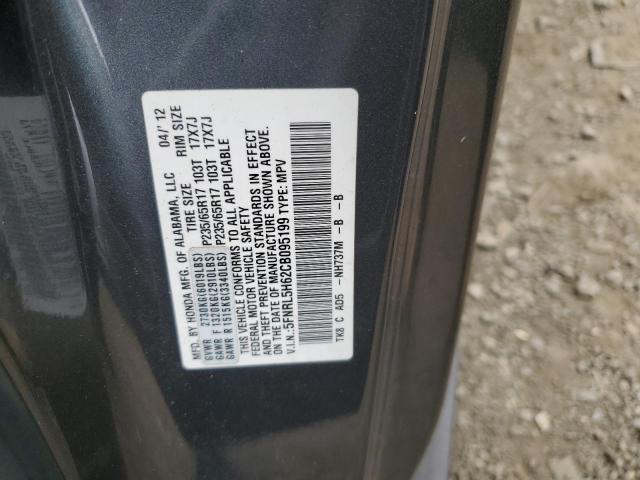 MFD. BY HONDA MFG. OF ALABAMA, LLC 04/'12
TIRE SIZE RIM SIZE
GVWR 2730KG(6019LBS)
GAWR F 1320KG(2910LBS) P235/65R17 103T 17X7J
GAWR R 1515KG(3340LBS) P235/65R17 103T 17X7J
THIS VEHICLE CONFORMS TO ALL APPLICABLE
FEDERAL MOTOR VEHICLE SAFETY
AND THEFT PREVENTION STANDARDS IN EFFECT
ON THE DATE OF MANUFACTURE SHOWN ABOVE.
V.I.N.:5FNRL5H62CB095199 TYPE: MPV
TK8 C AD5 -NH737M -B -B